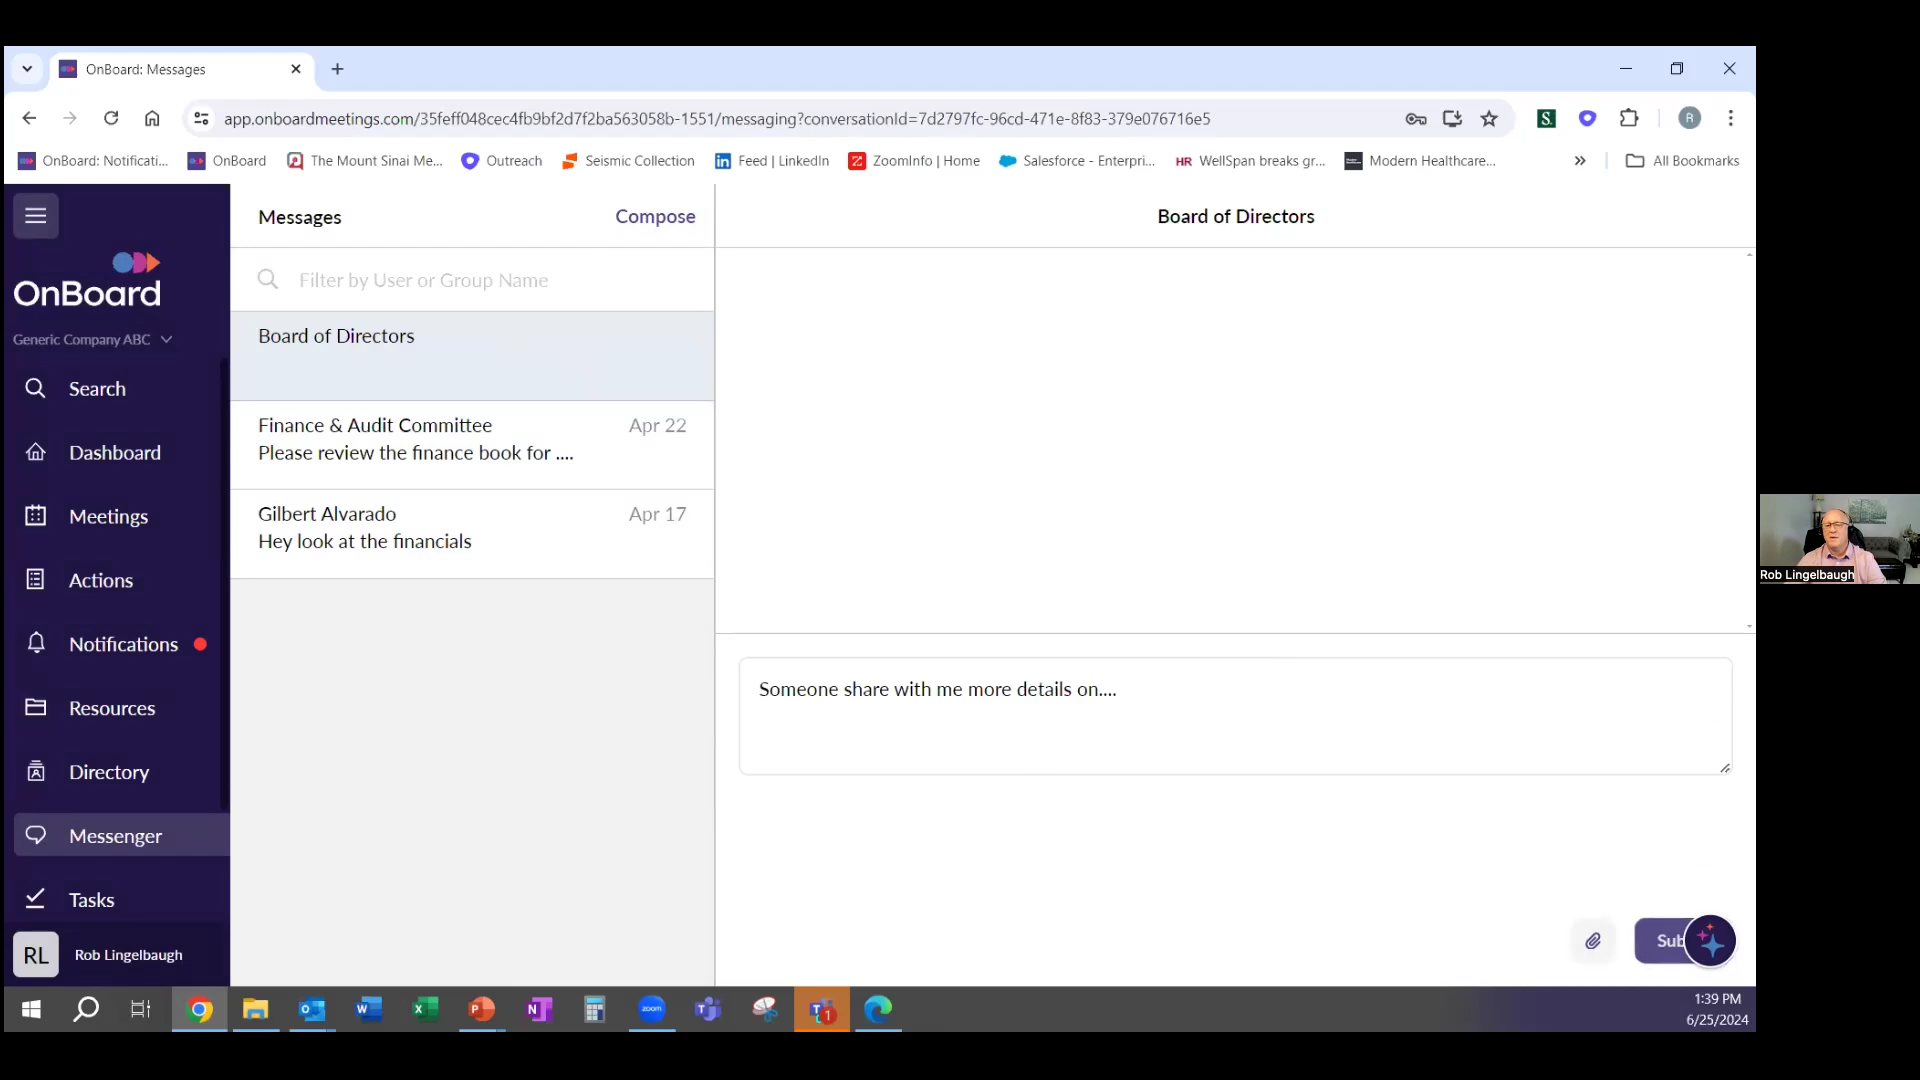 OnBoard: Messages
app.onboardmeetings.com/35feff048cec4fb9bf2d7f2ba563058b-1551/messaging?conversationId=7d2797fc-96cd-471e-8f83-379e076716e5
S.
R
OnBoard: Notificati...
OnBoard
The Mount Sinai Me...
Outreach
Seismic Collection
Feed | LinkedIn
ZoomInfo | Home
Salesforce - Enterpri...
HR
WellSpan breaks gr...
Modern Healthcare...
All Bookmarks
OnBoard
Generic Company ABC
Search
Dashboard
Meetings
Actions
Notifications
Resources
Directory
Messenger
Tasks
RL
Rob Lingelbaugh
Messages
Compose
Filter by User or Group Name
Board of Directors
Finance & Audit Committee
Apr 22
Please review the finance book for ....
Gilbert Alvarado
Apr 17
Hey look at the financials
Board of Directors
Someone share with me more details on....
Sub
Rob Lingelbaugh
zoom
1
1:39 PM
6/25/2024